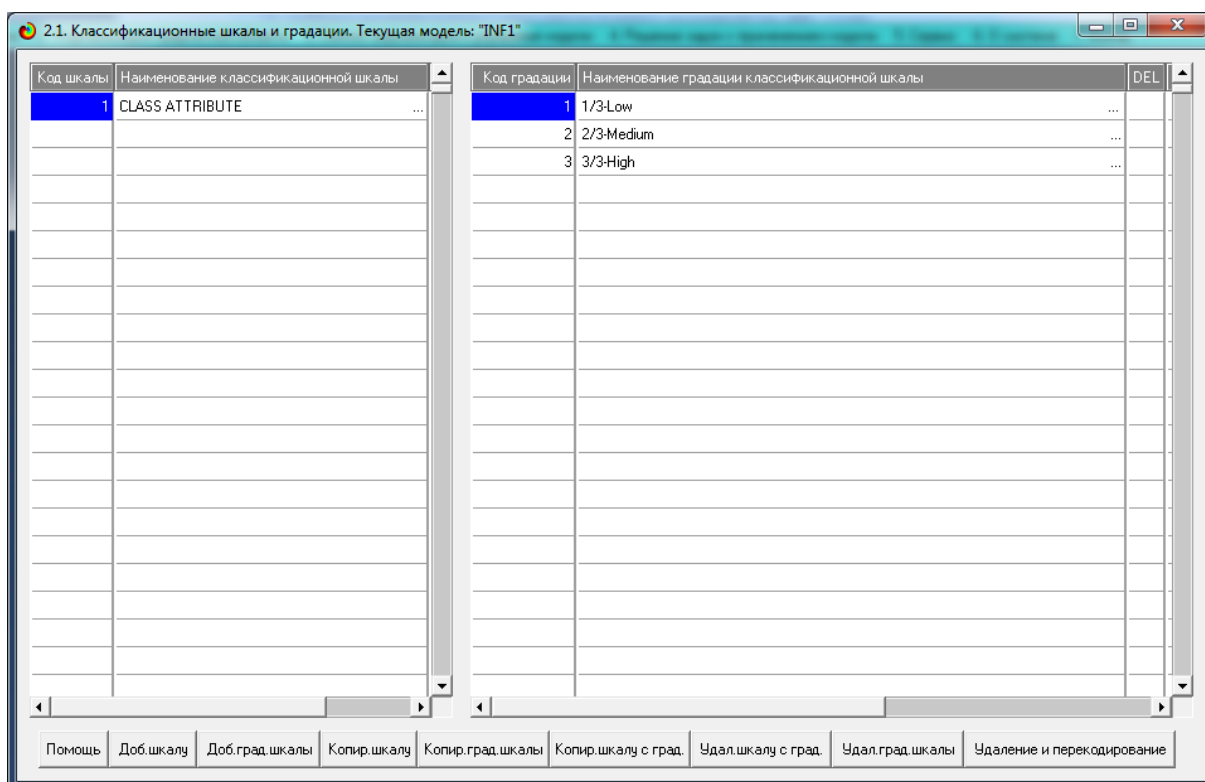 2.1. Классификационные шкалы и градации. Текущая модель: "INF1"
Код шкалы Наименование классификационной шкалы
1 CLASS ATTRIBUTE ...
Код градации Наименование градации классификационной шкалы DEL
1 1/3-Low ...
2 2/3-Medium ...
3 3/3-High ...
Помощь Доб.шкалу Доб.град.шкалы Копир.шкалу Копир.град.шкалы Копир.шкалу с град. Удал.шкалу с град. Удал.град.шкалы Удаление и перекодирование